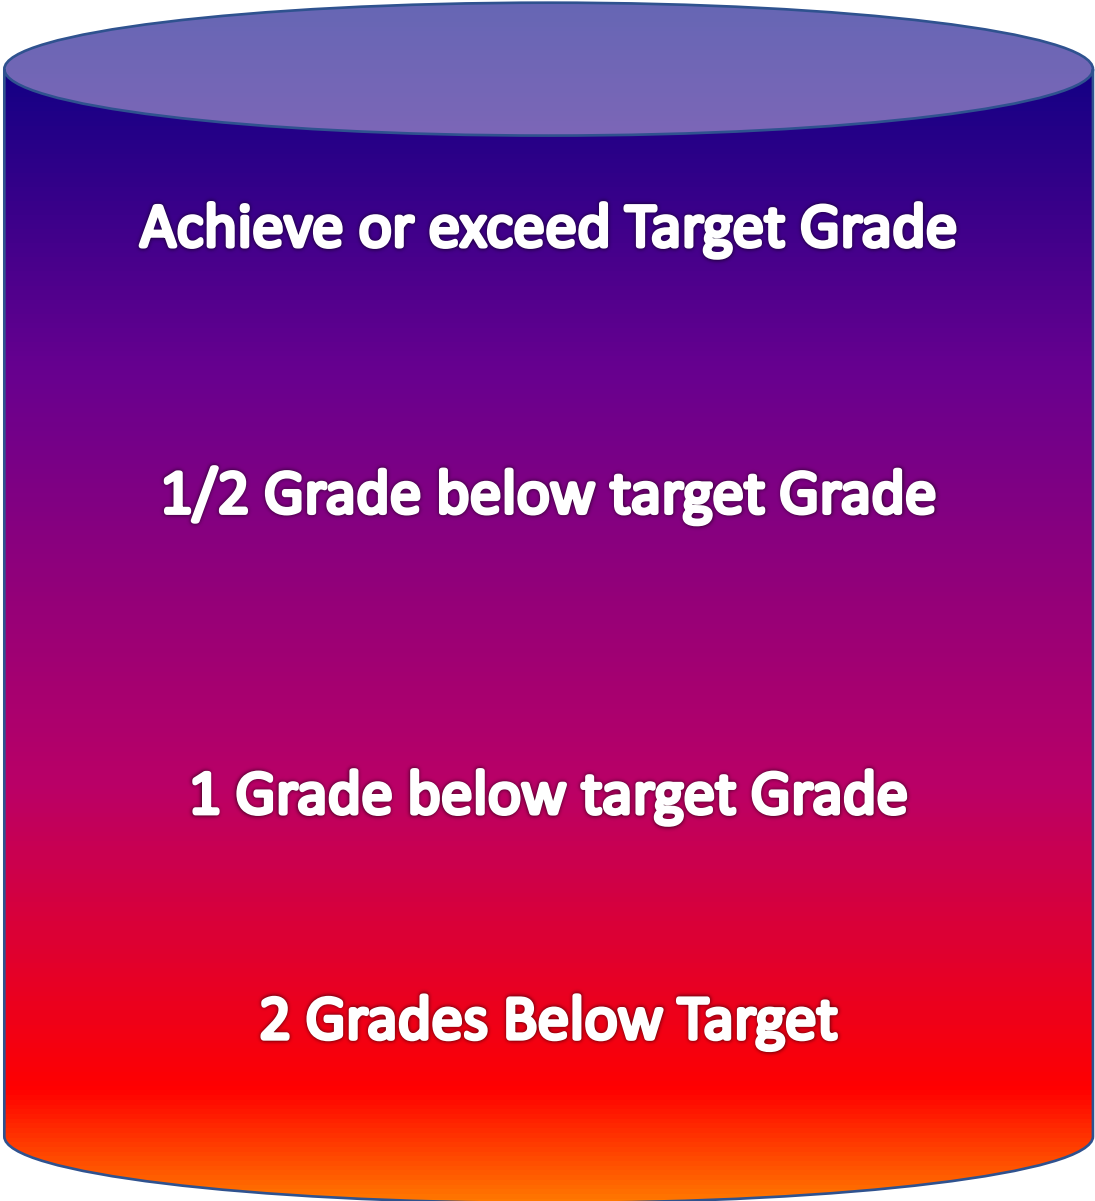 Achieve or exceed Target Grade
1/2 Grade below target Grade
1 Grade below target Grade
2 Grades Below Target